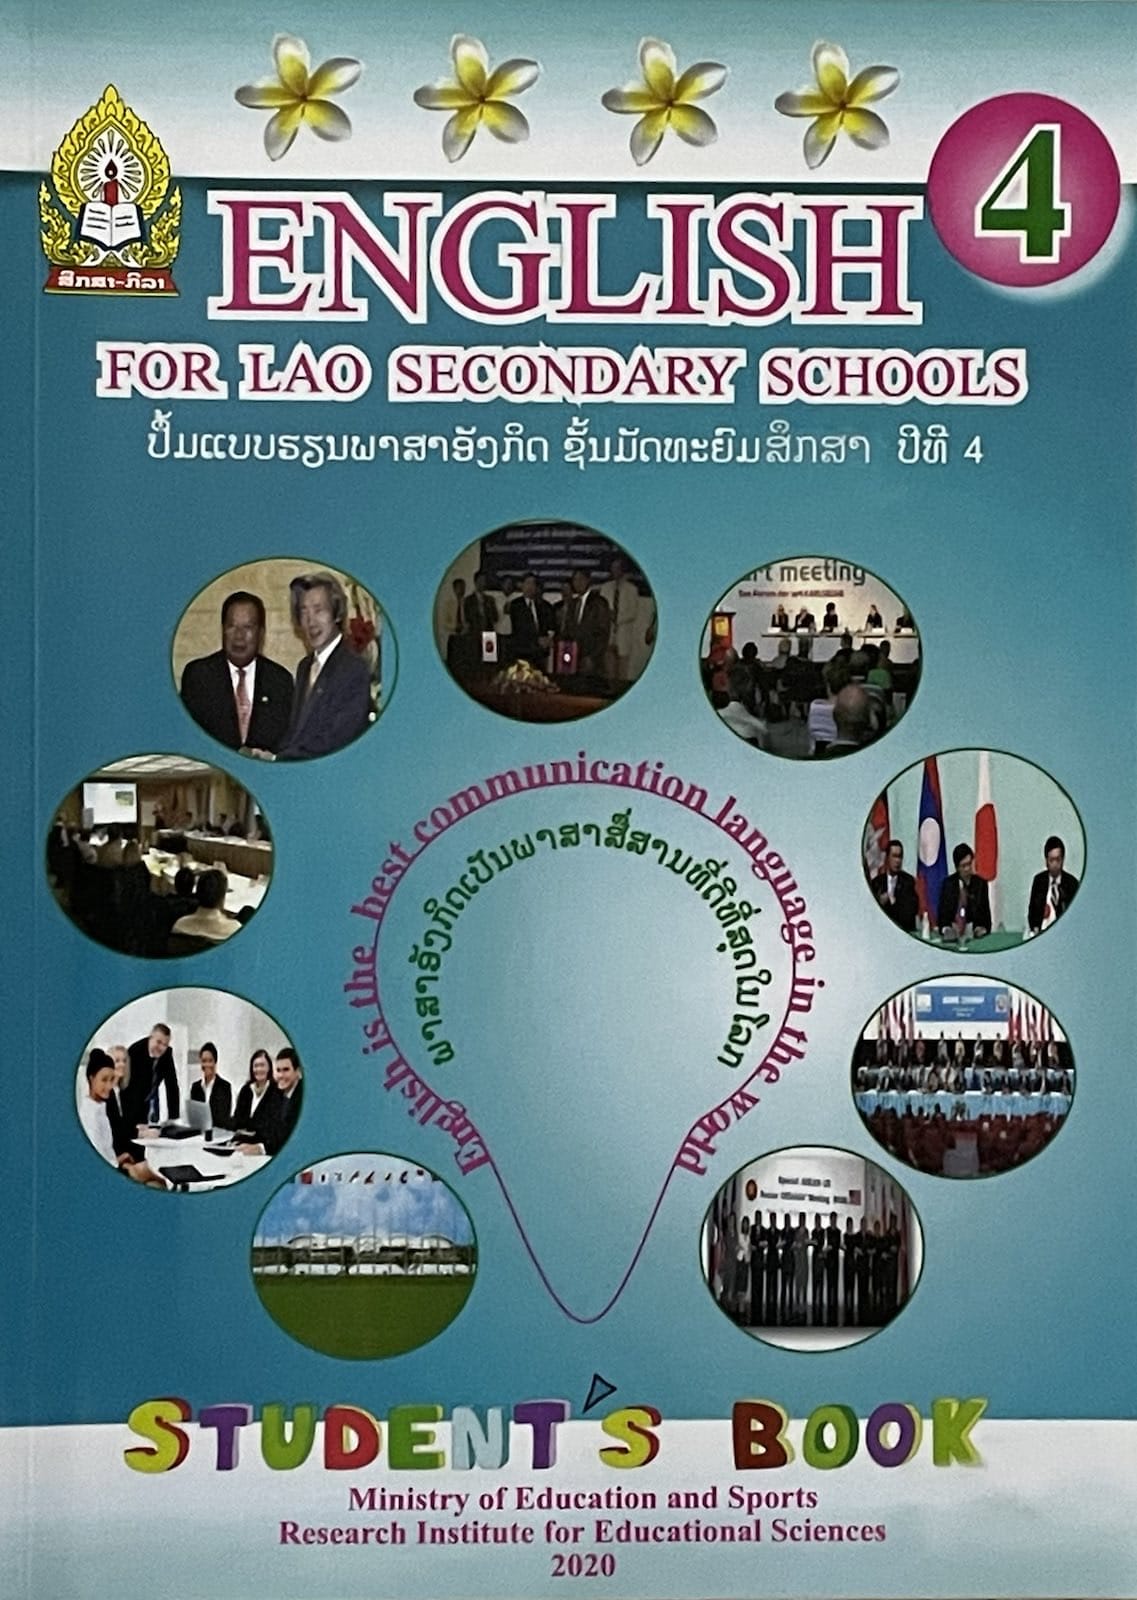 ສຶກສາ-ກິລາ
4
ENGLISH
FOR LAO SECONDARY SCHOOLS
ປຶ້ມແບບຮຽນພາສາອັງກິດ ຊັ້ນມັດທະຍົມສຶກສາ ປີທີ 4
meeting
English is the best communication language in the world
ພາສາອັງກິດເປັນພາສາສື່ສານທີ່ດີທີ່ສຸດໃນໂລກ
STUDENT'S BOOK
Ministry of Education and Sports
Research Institute for Educational Sciences
2020